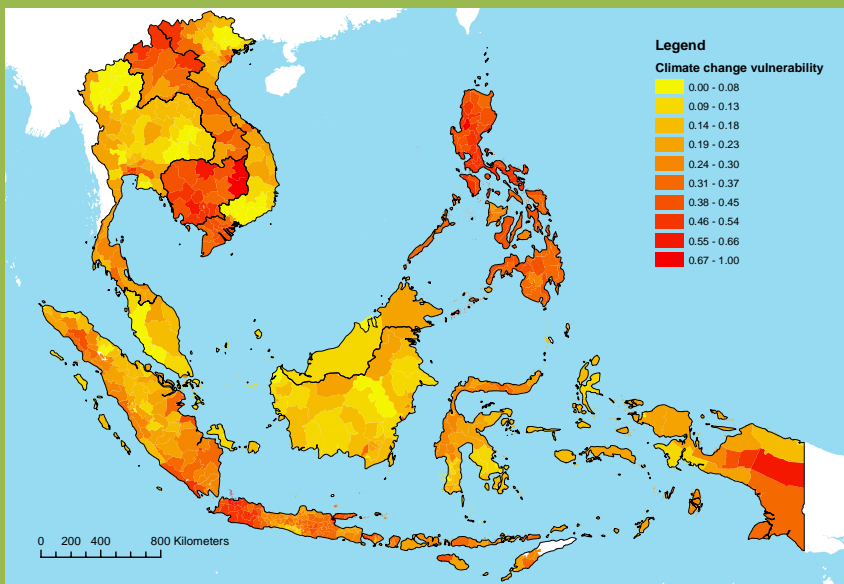 Legend
Climate change vulnerability
0.00 - 0.08
0.09 - 0.13
0.14 - 0.18
0.19 - 0.23
0.24 - 0.30
0.31 - 0.37
0.38 - 0.45
0.46 - 0.54
0.55 - 0.66
0.67 - 1.00
0 200 400 800 Kilometers